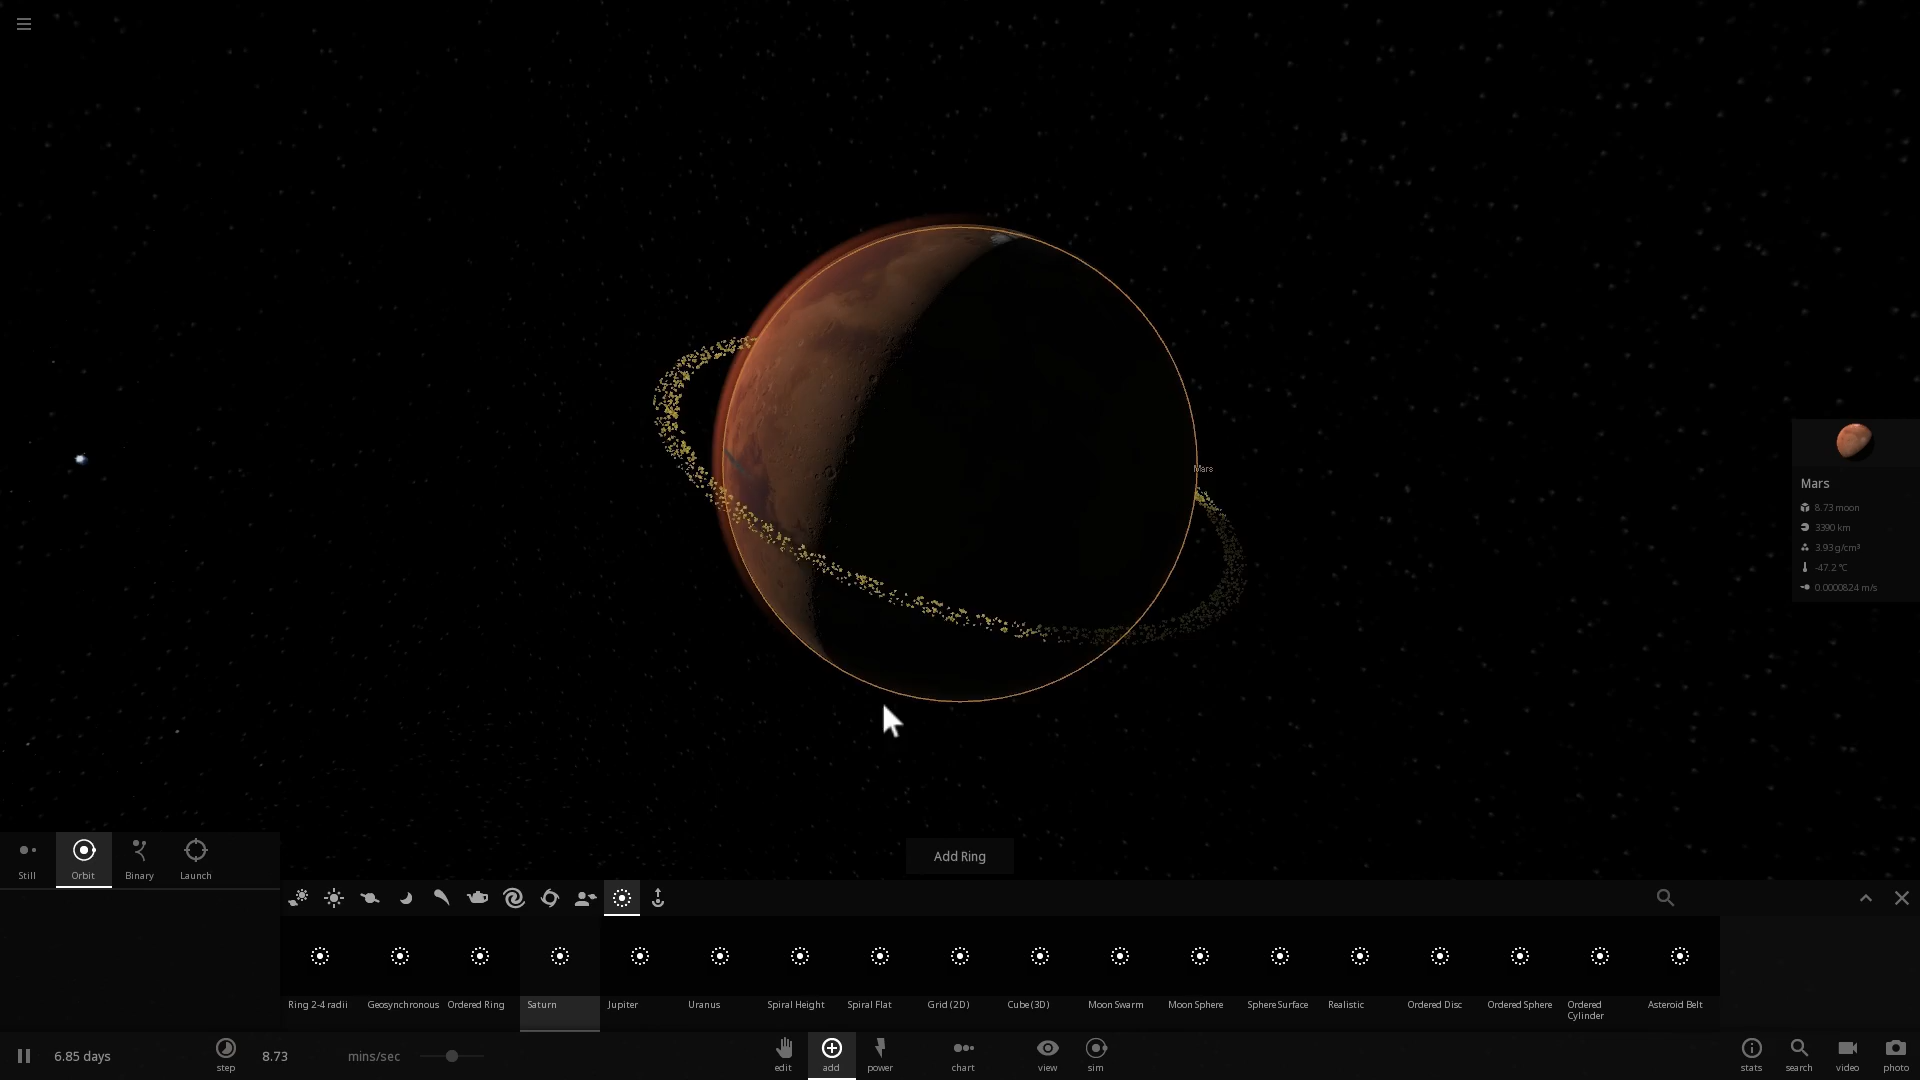 Mars
Mars
8.73 moon
3390 km
3.93 g/cm³
-47.2 °C
0.0000824 m/s
Still
Orbit
Binary
Launch
Add Ring
Ring 2-4 radii
Geosynchronous
Ordered Ring
Saturn
Jupiter
Uranus
Spiral Height
Spiral Flat
Grid (2D)
Cube (3D)
Moon Swarm
Moon Sphere
Sphere Surface
Realistic
Ordered Disc
Ordered Sphere
Ordered
Cylinder
Asteroid Belt
6.85 days
step
8.73
mins/sec
edit
add
power
chart
view
sim
stats
search
video
photo